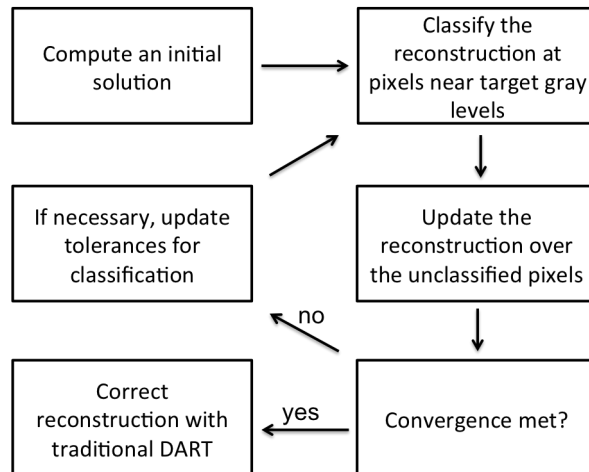 Compute an initial
solution
Classify the
reconstruction at
pixels near target gray
levels
If necessary, update
tolerances for
classification
Update the
reconstruction over
the unclassified pixels
no
Correct
reconstruction with
traditional DART
yes
Convergence met?